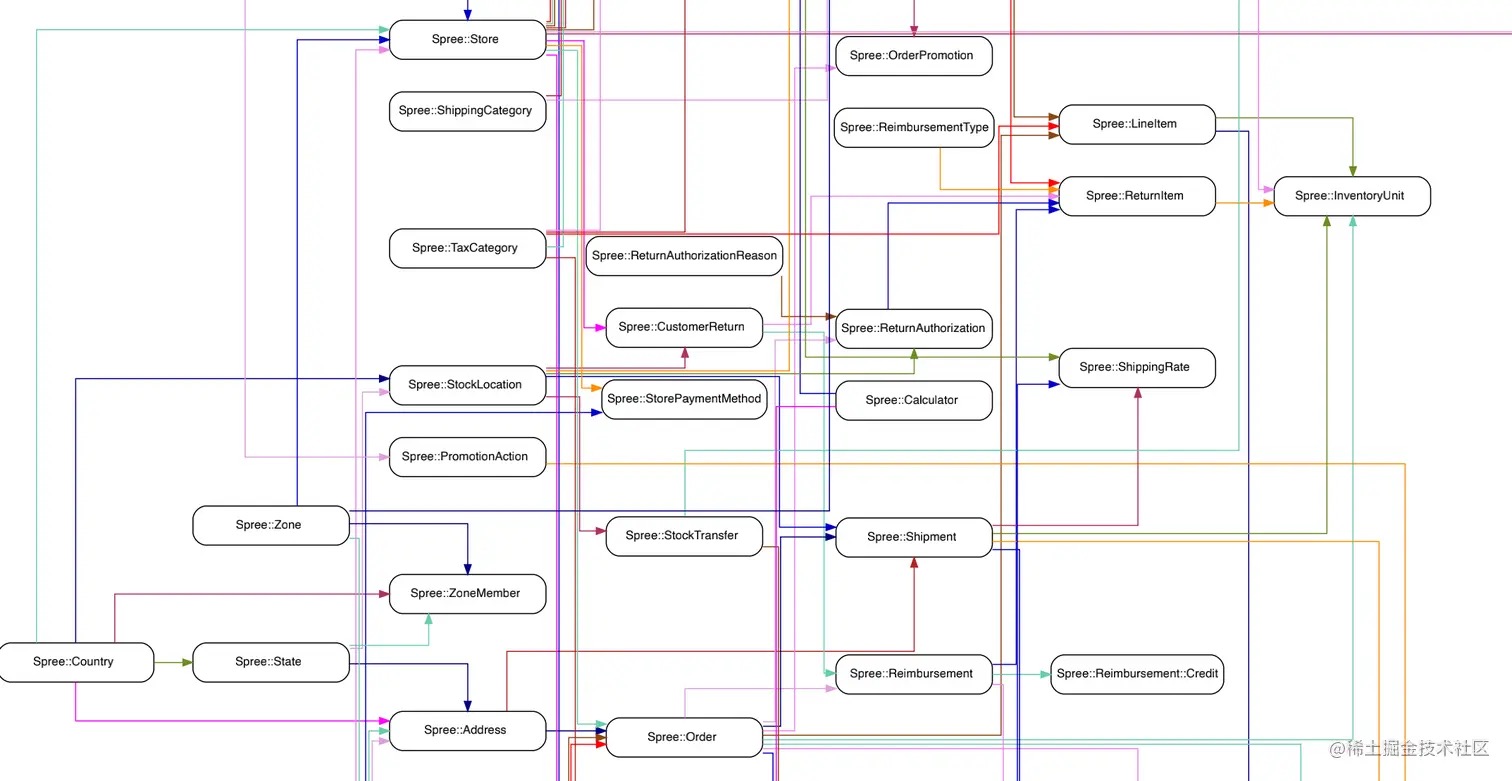 Spree::Store
Spree::OrderPromotion
Spree::ShippingCategory
Spree::ReimbursementType
Spree::LineItem
Spree::ReturnItem
Spree::InventoryUnit
Spree::TaxCategory
Spree::ReturnAuthorizationReason
Spree::CustomerReturn
Spree::ReturnAuthorization
Spree::ShippingRate
Spree::StockLocation
Spree::StorePaymentMethod
Spree::Calculator
Spree::PromotionAction
Spree::Zone
Spree::StockTransfer
Spree::Shipment
Spree::ZoneMember
Spree::Country
Spree::State
Spree::Reimbursement
Spree::Reimbursement::Credit
Spree::Address
Spree::Order
@稀土掘金技术社区